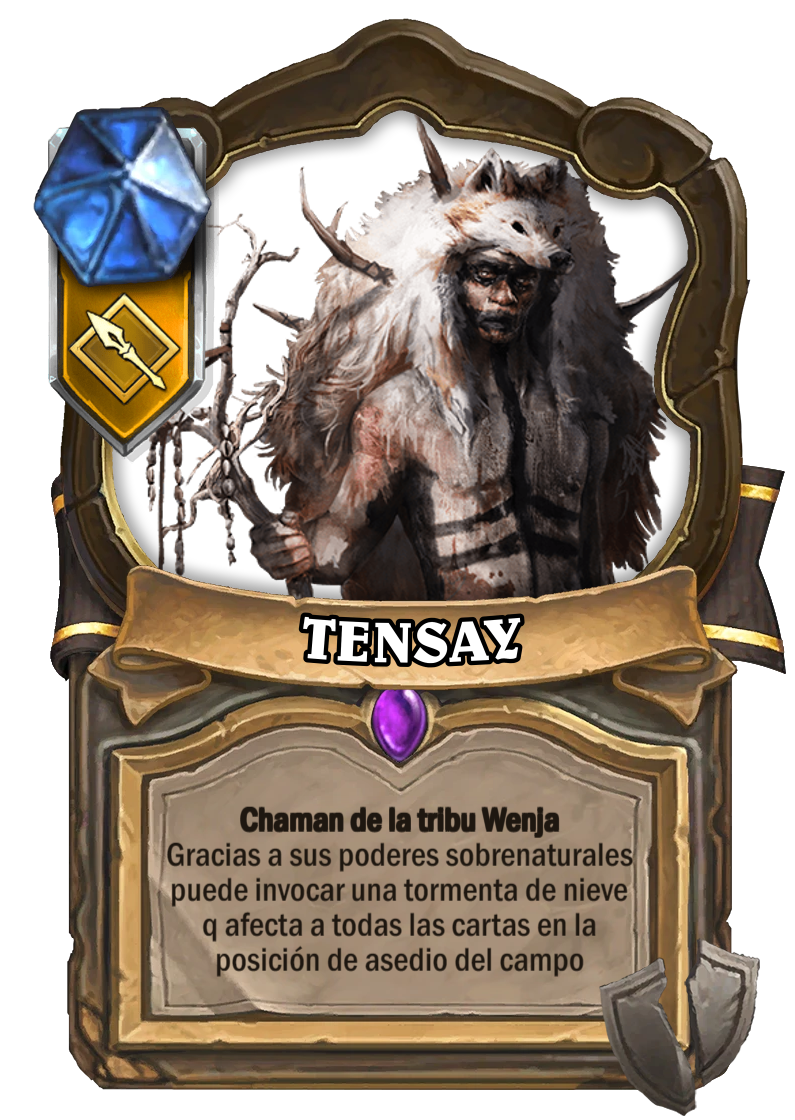 TENSAY
Chaman de la tribu Wenja
Gracias a sus poderes sobrenaturales
puede invocar una tormenta de nieve
q afecta a todas las cartas en la
posición de asedio del campo